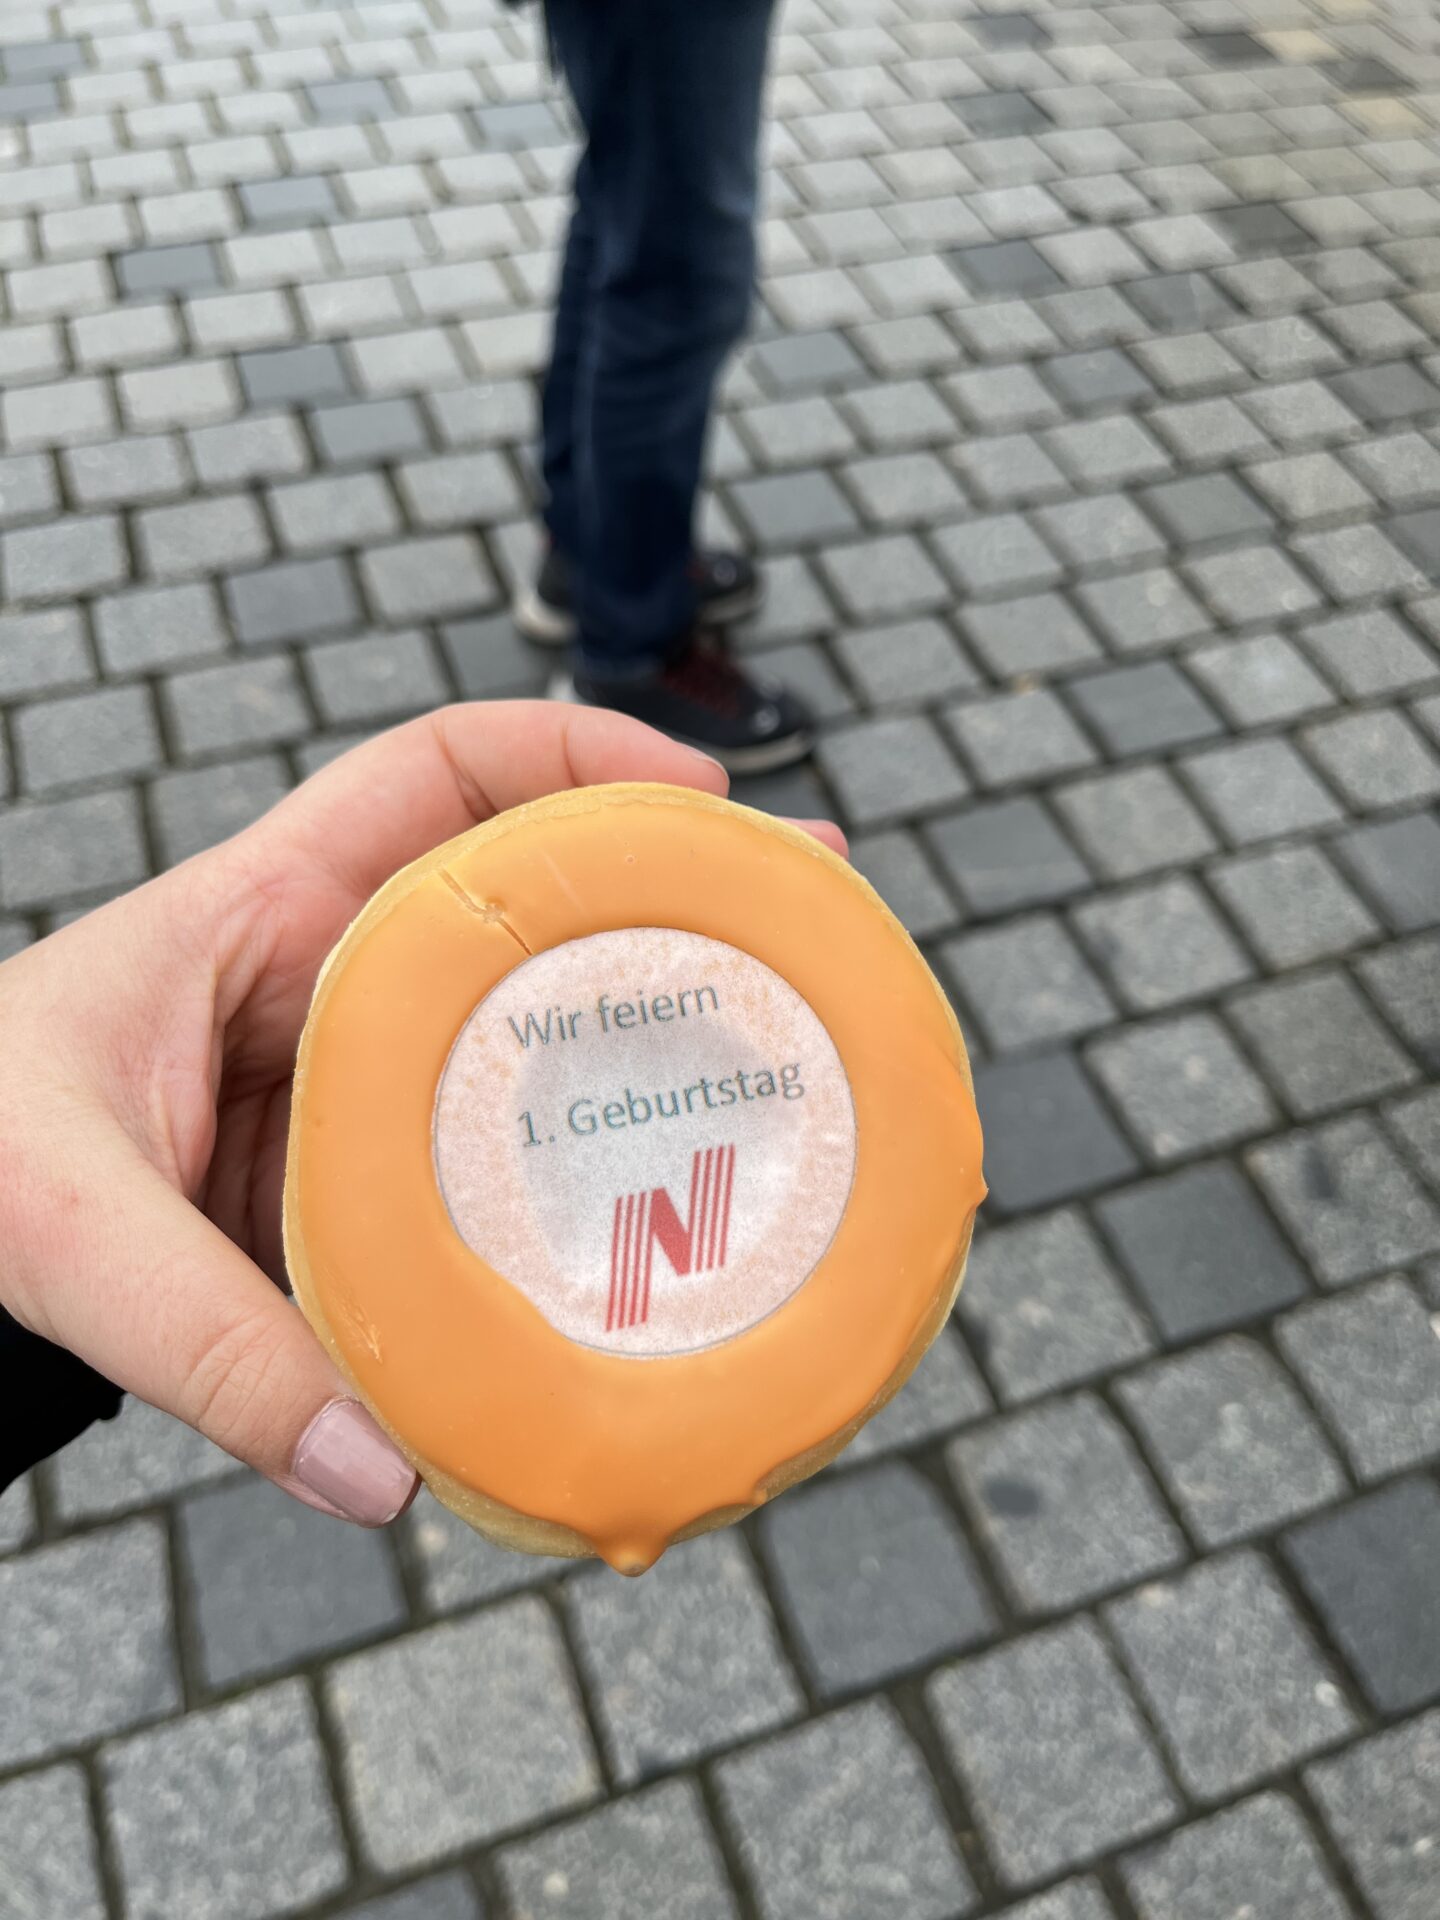 Wir feiern
1. Geburtstag
N